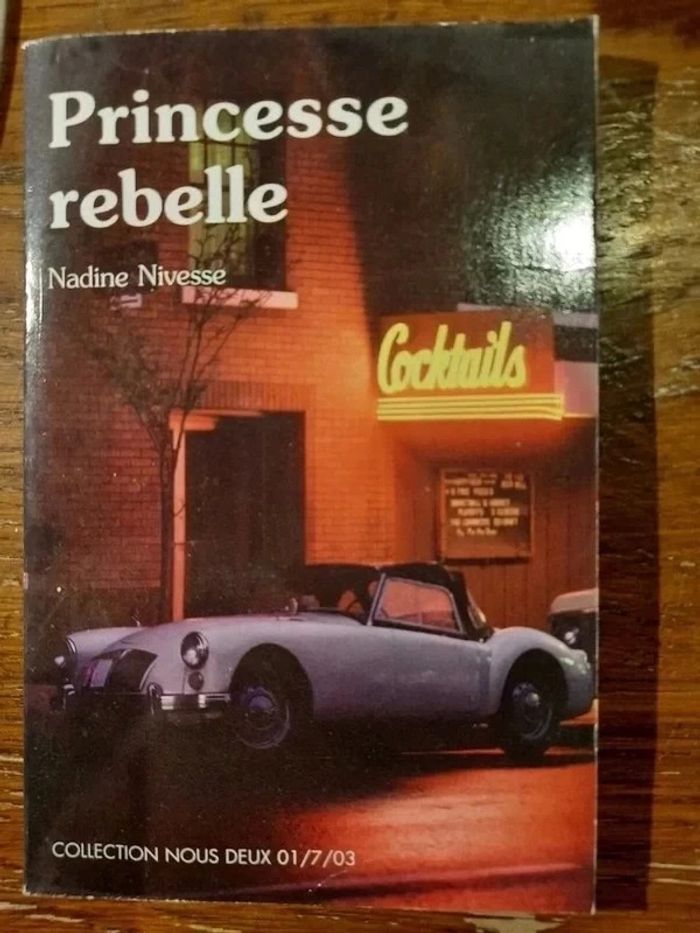 Princesse
rebelle
Nadine Nivesse
Cocktails
COLLECTION NOUS DEUX 01/7/03